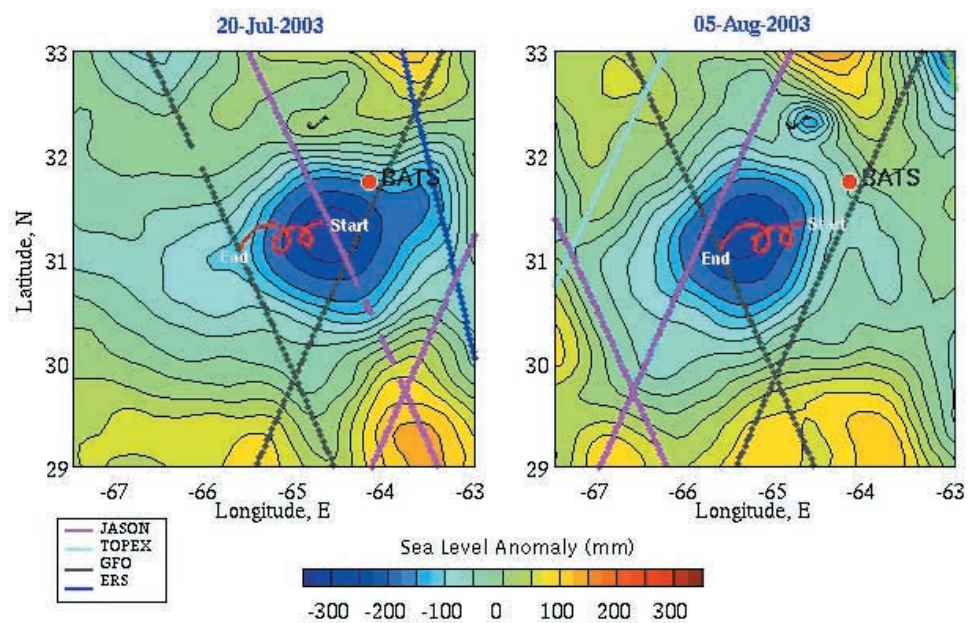 20-Jul-2003
05-Aug-2003
33
32
31
30
29
Latitude, N
BATS
Start
End
-67 -66 -65 -64 -63
Longitude, E
33
32
31
30
29
BATS
Start
End
-67 -66 -65 -64 -63
Longitude, E
JASON
TOPEX
GFO
ERS
Sea Level Anomaly (mm)
-300 -200 -100 0 100 200 300